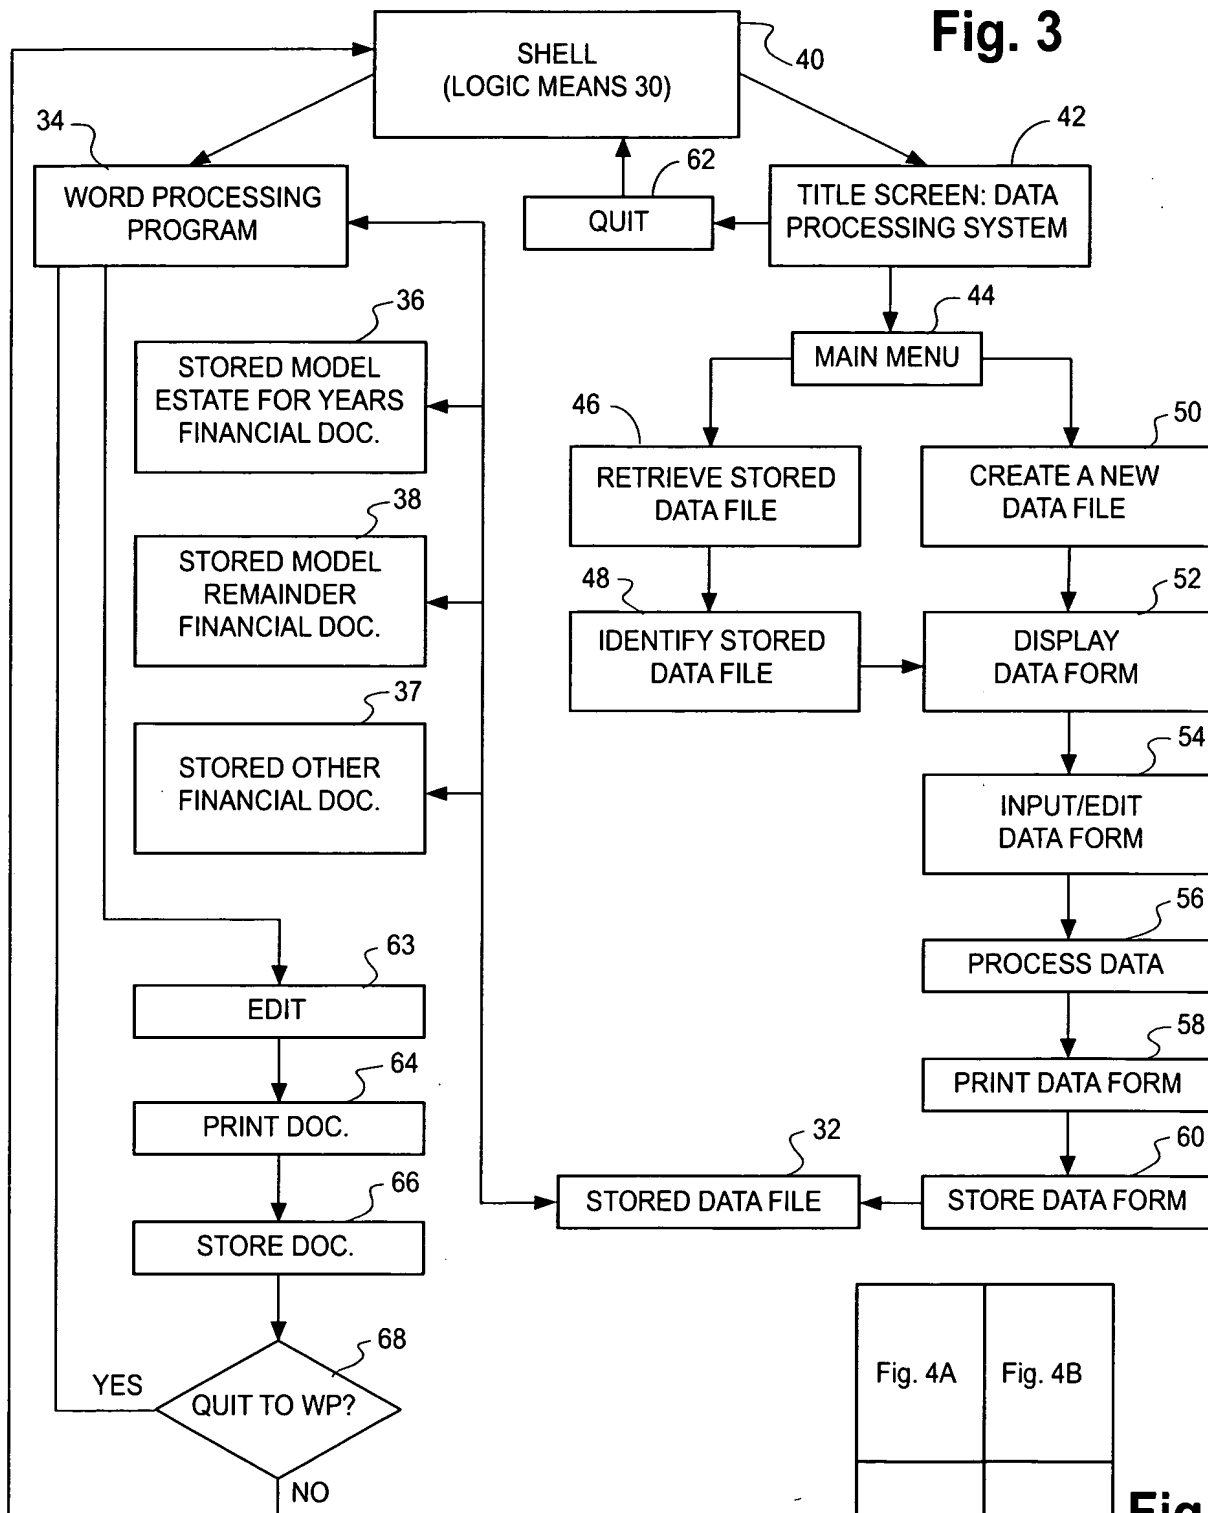 Fig. 3
SHELL
(LOGIC MEANS 30)
40
34
WORD PROCESSING
PROGRAM
62
QUIT
42
TITLE SCREEN: DATA
PROCESSING SYSTEM
44
MAIN MENU
36
STORED MODEL
ESTATE FOR YEARS
FINANCIAL DOC.
46
RETRIEVE STORED
DATA FILE
50
CREATE A NEW
DATA FILE
38
STORED MODEL
REMAINDER
FINANCIAL DOC.
48
IDENTIFY STORED
DATA FILE
52
DISPLAY
DATA FORM
37
STORED OTHER
FINANCIAL DOC.
54
INPUT/EDIT
DATA FORM
56
PROCESS DATA
63
EDIT
58
PRINT DATA FORM
64
PRINT DOC.
32
STORED DATA FILE
60
STORE DATA FORM
66
STORE DOC.
68
QUIT TO WP?
YES
NO
Fig. 4A
Fig. 4B
Fig